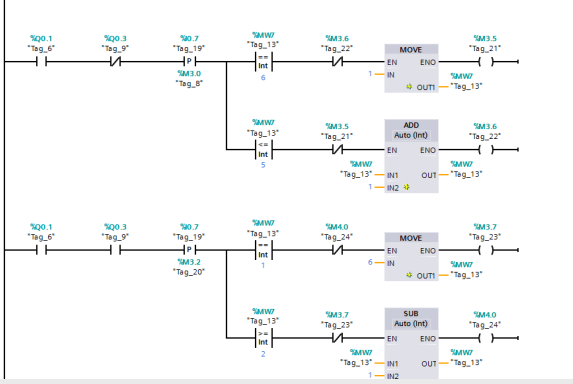 %Q0.1 %Q0.3 %I0.7 %MW7 %M3.6 %M3.5
"Tag_6" "Tag_9" "Tag_19" "Tag_13" "Tag_22" MOVE "Tag_21"
P == EN ENO
Int
%M3.0 6 1 IN %MW7
"Tag_8" OUT1 "Tag_13"
%MW7 %M3.5 ADD %M3.6
"Tag_13" "Tag_21" Auto (Int) "Tag_22"
<= EN ENO
Int
5 %MW7 %MW7
"Tag_13" IN1 OUT "Tag_13"
1 IN2
%Q0.1 %Q0.3 %I0.7 %MW7 %M4.0 %M3.7
"Tag_6" "Tag_9" "Tag_19" "Tag_13" "Tag_24" MOVE "Tag_23"
P == EN ENO
Int
%M3.2 1 6 IN %MW7
"Tag_20" OUT1 "Tag_13"
%MW7 %M3.7 SUB %M4.0
"Tag_13" "Tag_23" Auto (Int) "Tag_24"
>= EN ENO
Int
2 %MW7 %MW7
"Tag_13" IN1 OUT "Tag_13"
1 IN2